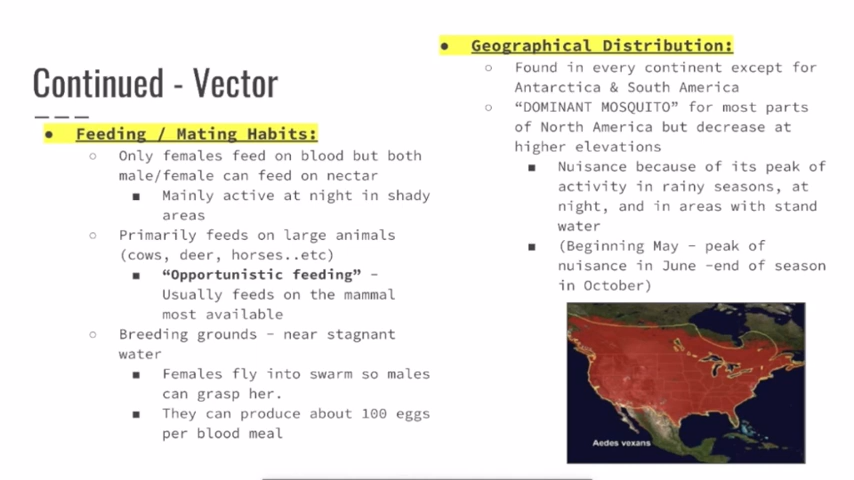 Continued - Vector
● Feeding / Mating Habits:
○ Only females feed on blood but both
male/female can feed on nectar
■ Mainly active at night in shady
areas
○ Primarily feeds on large animals
(cows, deer, horses..etc)
■ “Opportunistic feeding” –
Usually feeds on the mammal
most available
○ Breeding grounds – near stagnant
water
■ Females fly into swarm so males
can grasp her.
■ They can produce about 100 eggs
per blood meal
● Geographical Distribution:
○ Found in every continent except for
Antarctica & South America
○ “DOMINANT MOSQUITO” for most parts
of North America but decrease at
higher elevations
■ Nuisance because of its peak of
activity in rainy seasons, at
night, and in areas with stand
water
■ (Beginning May – peak of
nuisance in June –end of season
in October)
Aedes vexans